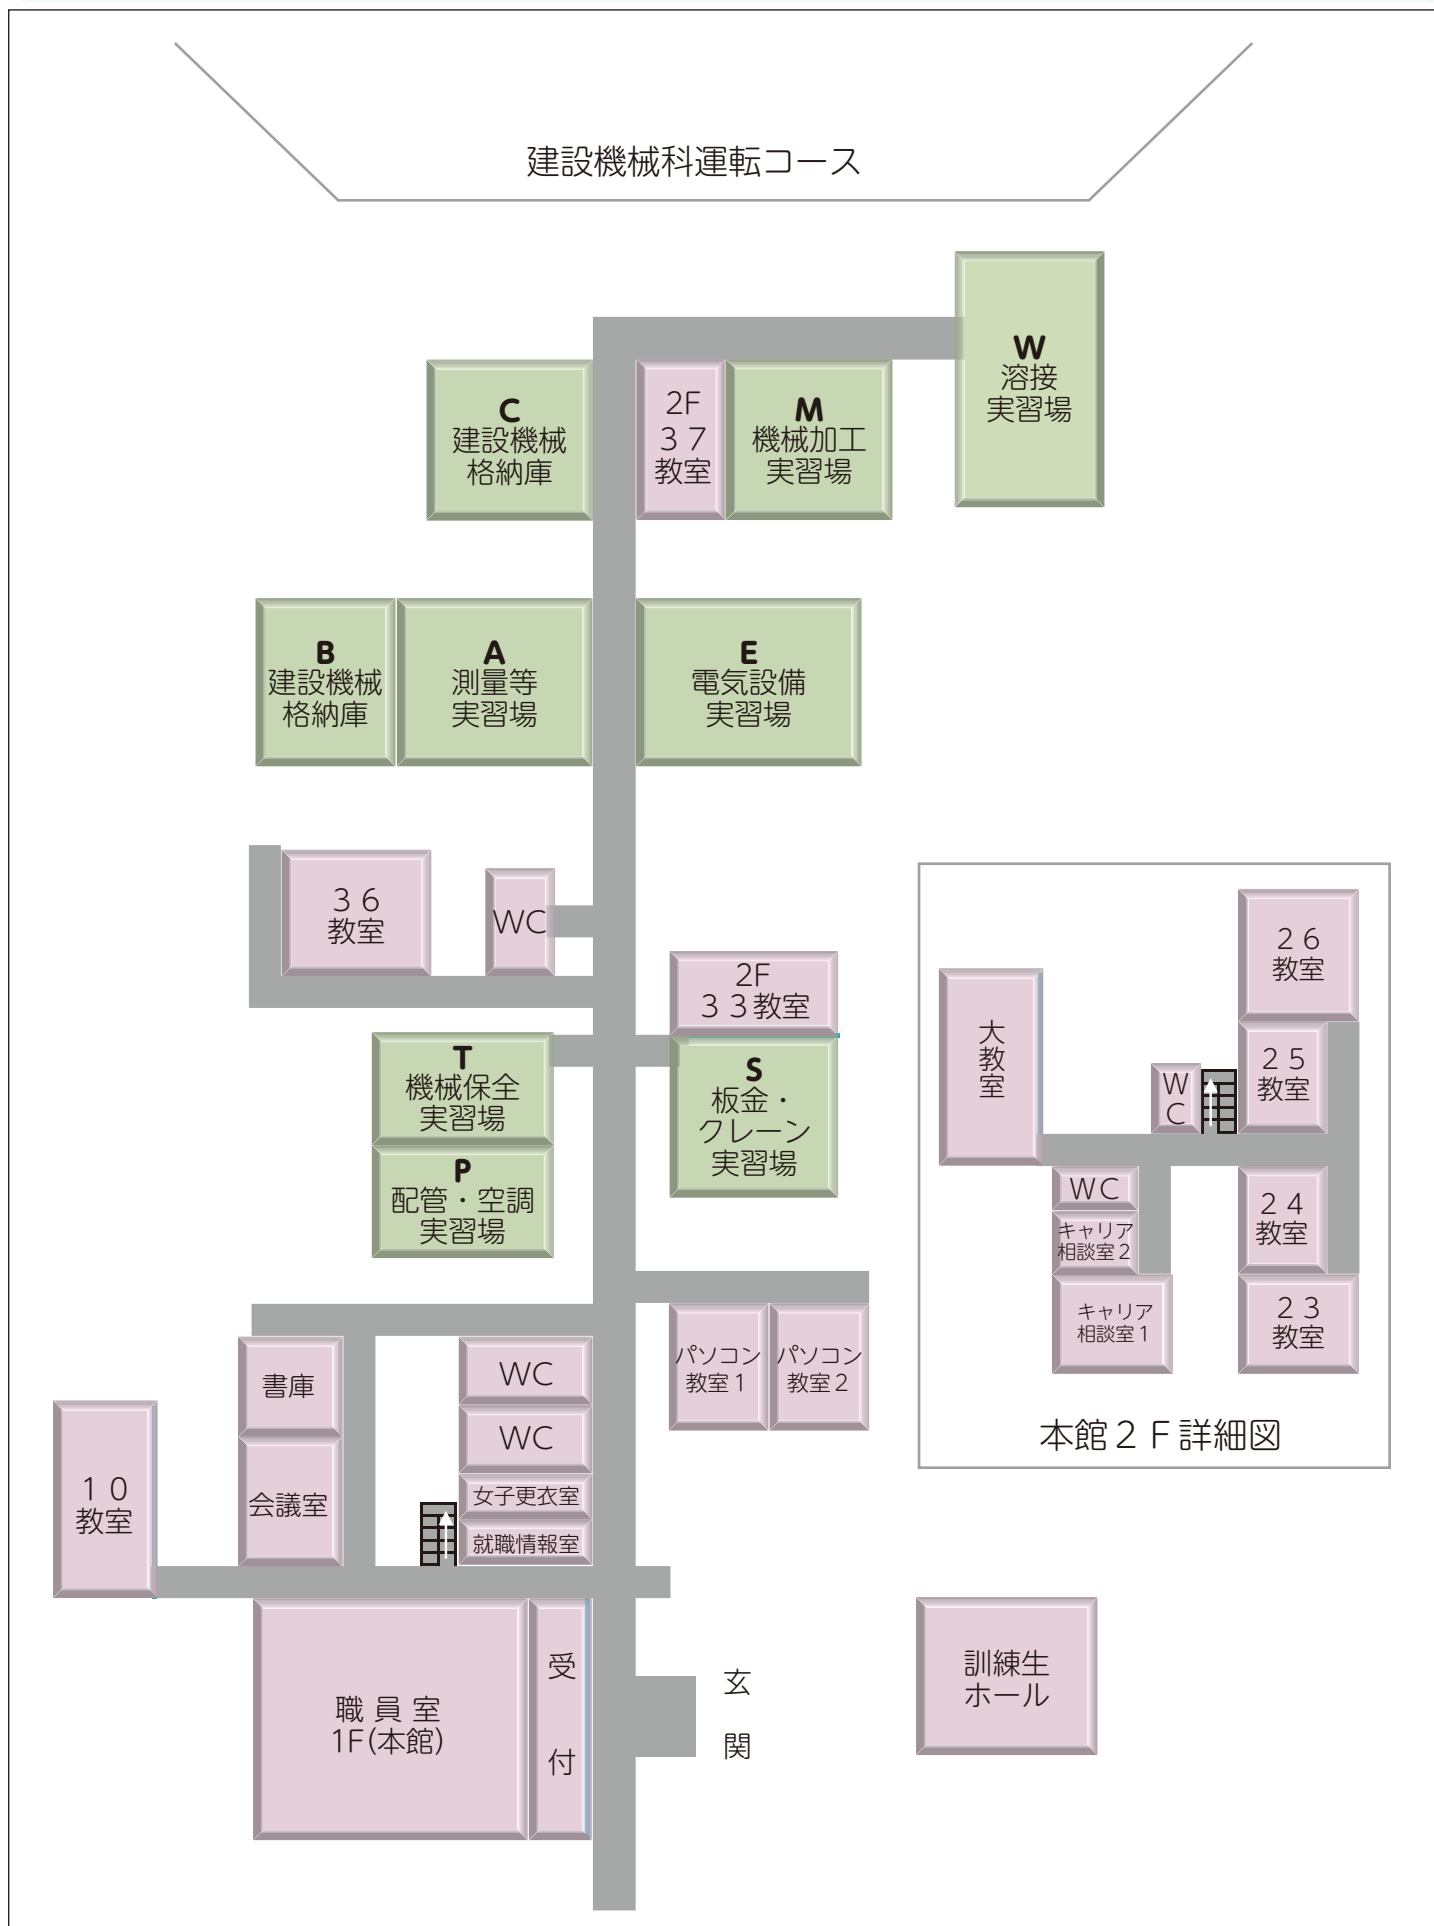 建設機械科運転コース
W
溶接
実習場
C
建設機械
格納庫
2F
３７
教室
M
機械加工
実習場
B
建設機械
格納庫
A
測量等
実習場
E
電気設備
実習場
３６
教室
WC
2F
３３教室
T
機械保全
実習場
S
板金・
クレーン
実習場
P
配管・空調
実習場
パソコン
教室１
パソコン
教室２
書庫
会議室
１０
教室
WC
WC
女子更衣室
就職情報室
職員室
1F(本館)
受
付
玄
関
訓練生
ホール
２６
教室
大
教
室
２５
教室
W
C
WC
キャリア
相談室２
キャリア
相談室１
２４
教室
２３
教室
本館２Ｆ詳細図